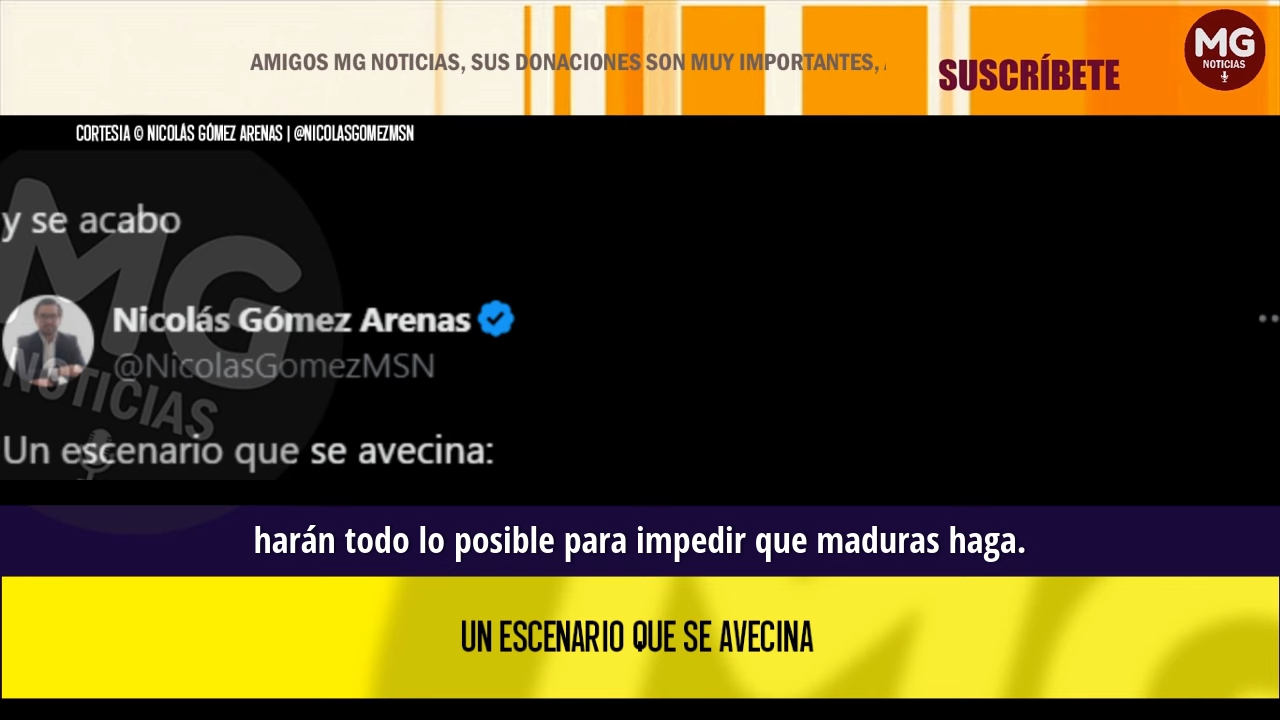 AMIGOS MG NOTICIAS, SUS DONACIONES SON MUY IMPORTANTES,
SUSCRÍBETE
MG
NOTICIAS
CORTESIA © NICOLÁS GÓMEZ ARENAS | @NICOLASGOMEZMSN
y se acabo
MG
NOTICIAS
Nicolás Gómez Arenas
@NicolasGomezMSN
Un escenario que se avecina:
harán todo lo posible para impedir que maduras haga.
UN ESCENARIO QUE SE AVECINA